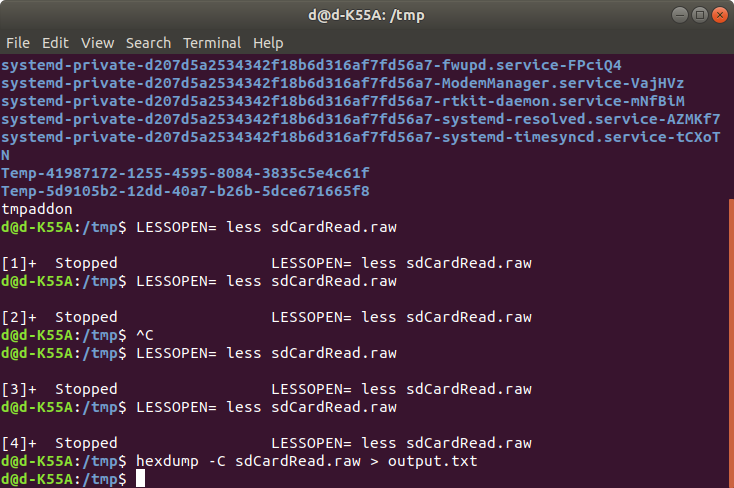 d@d-K55A: /tmp
File Edit View Search Terminal Help
systemd-private-d207d5a2534342f18b6d316af7fd56a7-fwupd.service-FPciQ4
systemd-private-d207d5a2534342f18b6d316af7fd56a7-ModemManager.service-VajHVz
systemd-private-d207d5a2534342f18b6d316af7fd56a7-rtkit-daemon.service-mNfBiM
systemd-private-d207d5a2534342f18b6d316af7fd56a7-systemd-resolved.service-AZMKf7
systemd-private-d207d5a2534342f18b6d316af7fd56a7-systemd-timesyncd.service-tCXoT
N
Temp-41987172-1255-4595-8084-3835c5e4c61f
Temp-5d9105b2-12dd-40a7-b26b-5dce671665f8
tmpaddon
d@d-K55A:/tmp$ LESSOPEN= less sdCardRead.raw
[1]+  Stopped                 LESSOPEN= less sdCardRead.raw
d@d-K55A:/tmp$ LESSOPEN= less sdCardRead.raw
[2]+  Stopped                 LESSOPEN= less sdCardRead.raw
d@d-K55A:/tmp$ ^C
d@d-K55A:/tmp$ LESSOPEN= less sdCardRead.raw
[3]+  Stopped                 LESSOPEN= less sdCardRead.raw
d@d-K55A:/tmp$ LESSOPEN= less sdCardRead.raw
[4]+  Stopped                 LESSOPEN= less sdCardRead.raw
d@d-K55A:/tmp$ hexdump -C sdCardRead.raw > output.txt
d@d-K55A:/tmp$